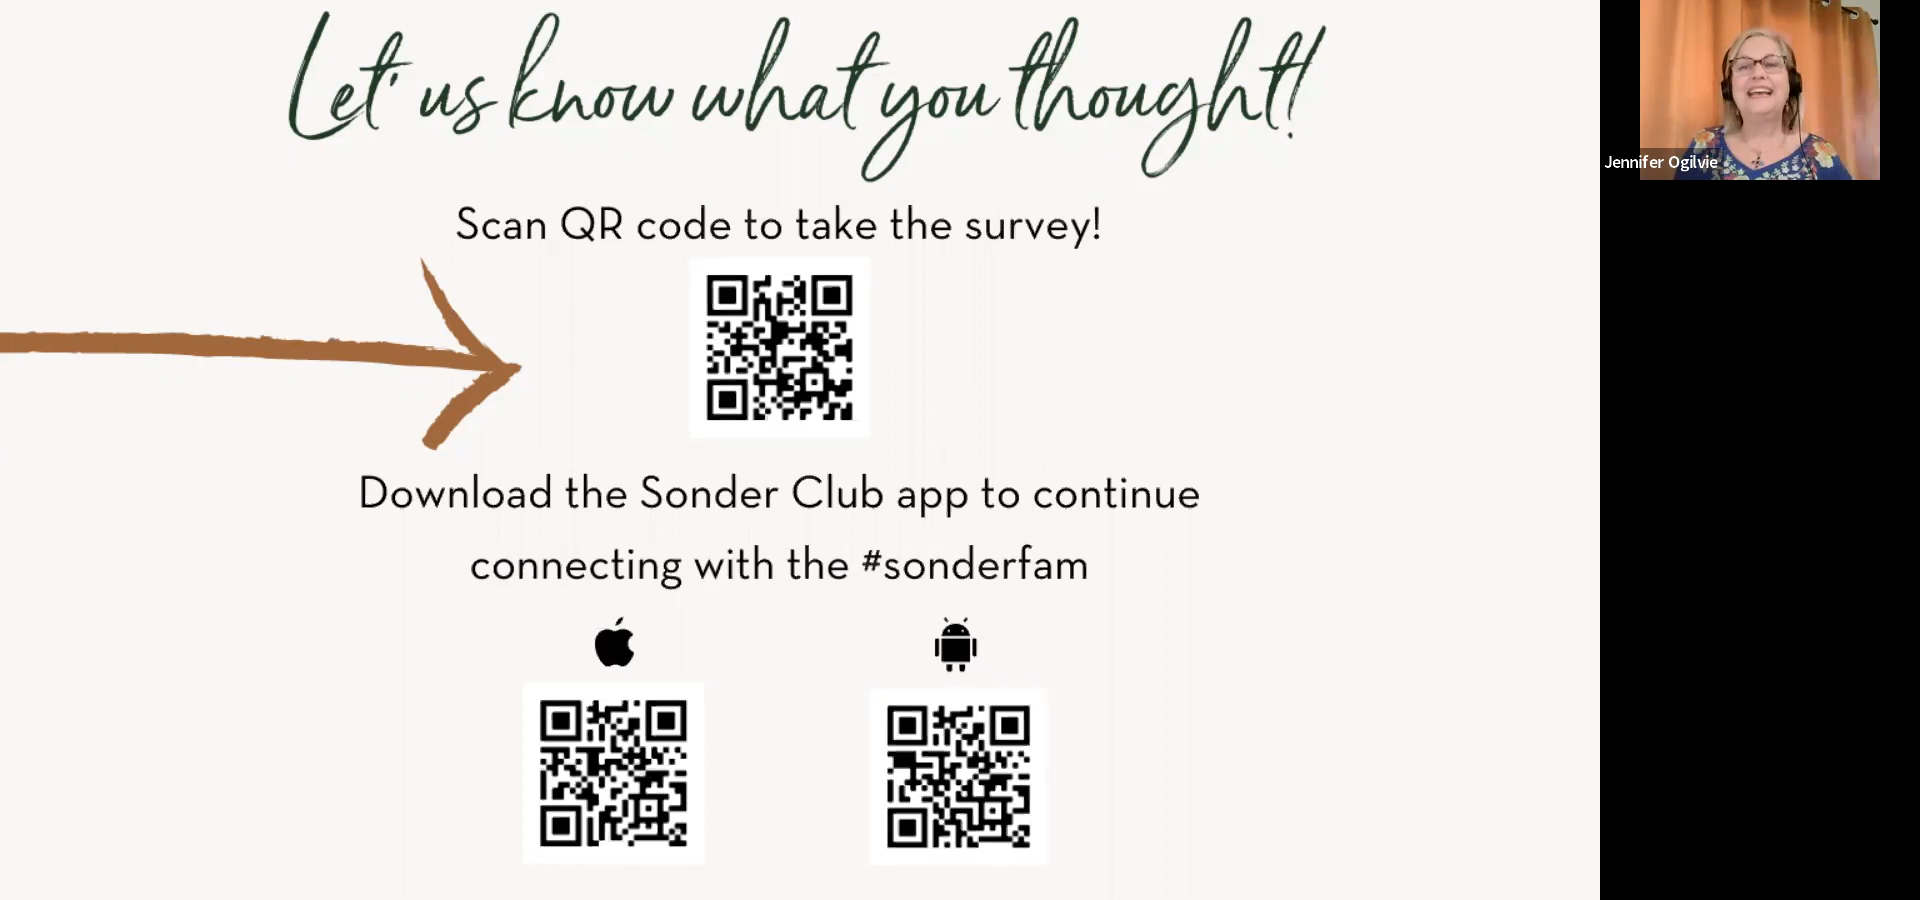 Let' us know what you thought!
Scan QR code to take the survey!
Download the Sonder Club app to continue
connecting with the #sonderfam
Jennifer Ogilvie